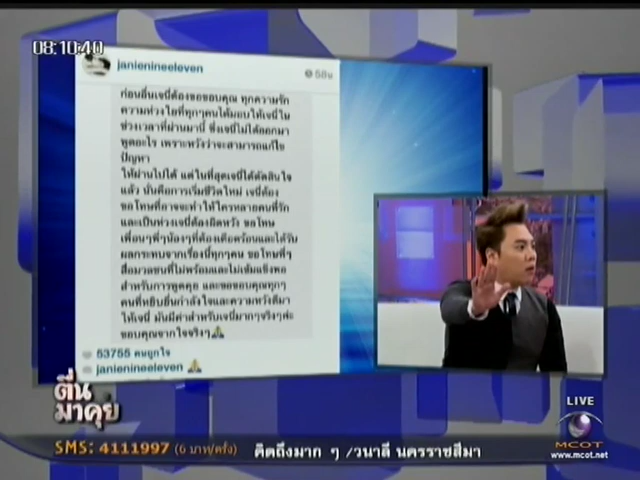 08:10:40
janienineeleven
58น
ก่อนอื่นเจนี่ต้องขอขอบคุณ ทุกความรัก
ความห่วงใยที่ทุกๆคนได้มอบให้เจนี่ใน
ช่วงเวลาที่ผ่านมานี้ ซึ่งเจนี่ไม่ได้ออกมา
พูดอะไร เพราะหวังว่าจะสามารถแก้ไข
ปัญหา
ให้ผ่านไปได้ แต่ในที่สุดเจนี่ได้ตัดสินใจ
แล้ว นั่นคือการเริ่มชีวิตใหม่ เจนี่ต้อง
ขอโทษที่อาจจะทำให้ใครหลายคนที่รัก
และเป็นห่วงเจนี่ต้องผิดหวัง ขอโทษ
เพื่อนๆพี่ๆน้องๆที่ต้องเดือดร้อนและได้รับ
ผลกระทบจากเรื่องนี้ทุกๆคน ขอโทษพี่ๆ
สื่อมวลชนที่ไม่พร้อมและไม่เข้มแข็งพอ
สำหรับการพูดคุย และขอขอบคุณทุกๆ
คนที่หยิบยื่นกำลังใจและความหวังดีมา
ให้เจนี่ มันมีค่าสำหรับเจนี่มากๆจริงๆค่ะ
ขอบคุณจากใจจริงๆ🙏
53755 คนถูกใจ
janienineeleven 🙏
ตื่น
มาคุย
LIVE
MCOT
www.mcot.net
SMS: 4111997 (6 บาท/ครั้ง) คิดถึงมาก ๆ /วนาลี นครราชสีมา